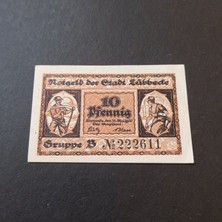 Notgeld der Stadt Lübbecke
10
Pfennig
Gruppe B № 222611